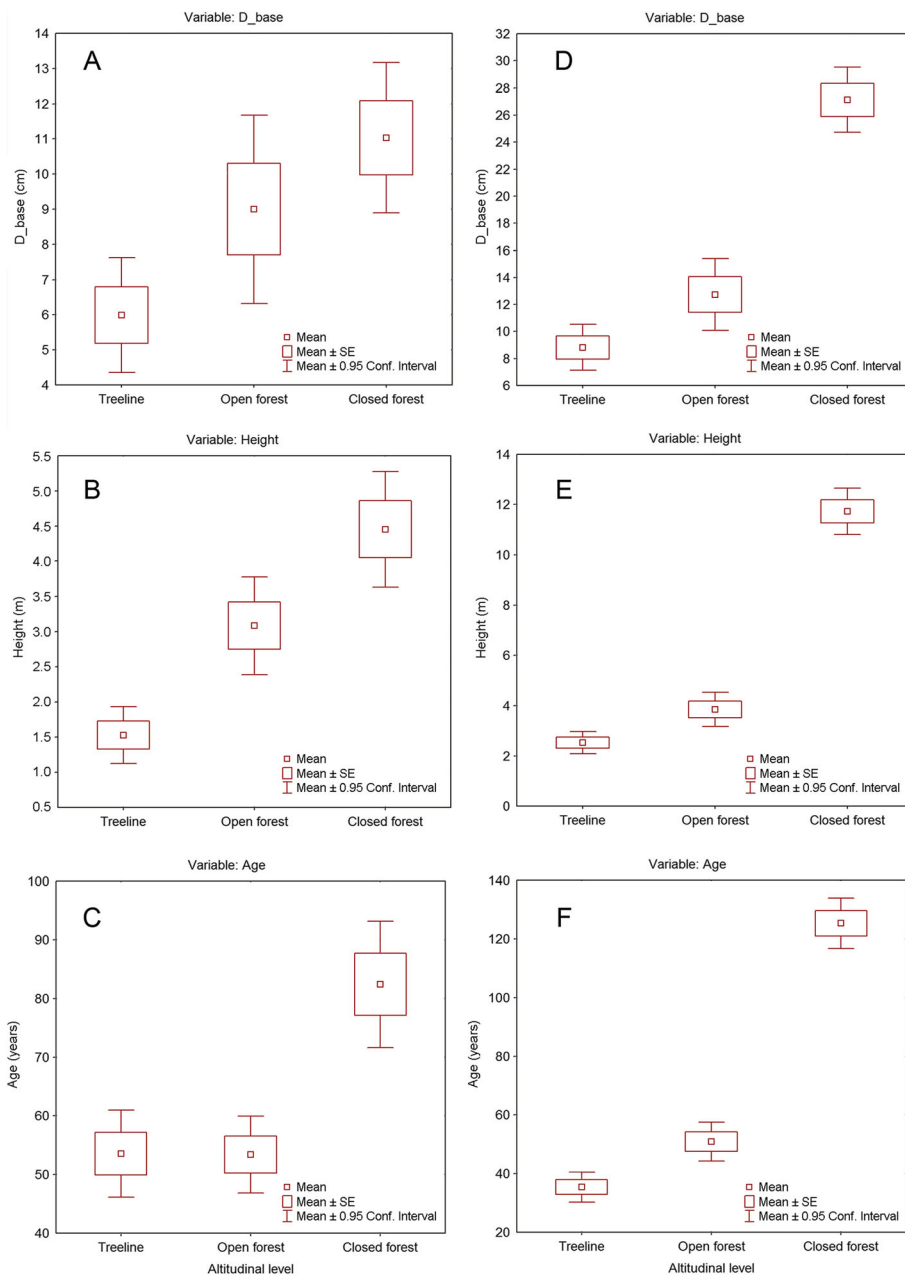 Variable: D_base
A
14
13
12
11
10
9
8
7
6
5
4
D_base (cm)
Mean
Mean ± SE
Mean ± 0.95 Conf. Interval
Treeline Open forest Closed forest
Variable: D_base
D
32
30
28
26
24
22
20
18
16
14
12
10
8
6
D_base (cm)
Mean
Mean ± SE
Mean ± 0.95 Conf. Interval
Treeline Open forest Closed forest
Variable: Height
B
5.5
5.0
4.5
4.0
3.5
3.0
2.5
2.0
1.5
1.0
0.5
Height (m)
Mean
Mean ± SE
Mean ± 0.95 Conf. Interval
Treeline Open forest Closed forest
Variable: Height
E
14
12
10
8
6
4
2
0
Height (m)
Mean
Mean ± SE
Mean ± 0.95 Conf. Interval
Treeline Open forest Closed forest
Variable: Age
C
100
90
80
70
60
50
40
Age (years)
Mean
Mean ± SE
Mean ± 0.95 Conf. Interval
Treeline Open forest Closed forest
Altitudinal level
Variable: Age
F
140
120
100
80
60
40
20
Age (years)
Mean
Mean ± SE
Mean ± 0.95 Conf. Interval
Treeline Open forest Closed forest
Altitudinal level